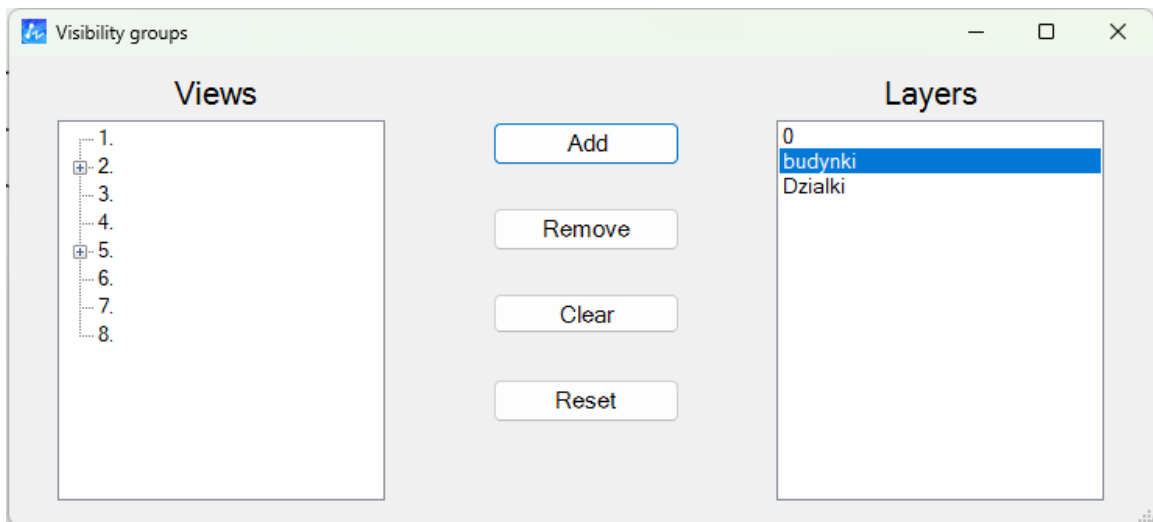 Visibility groups
Views
1.
2.
3.
4.
5.
6.
7.
8.
Add
Remove
Clear
Reset
Layers
0
budynki
Dzialki